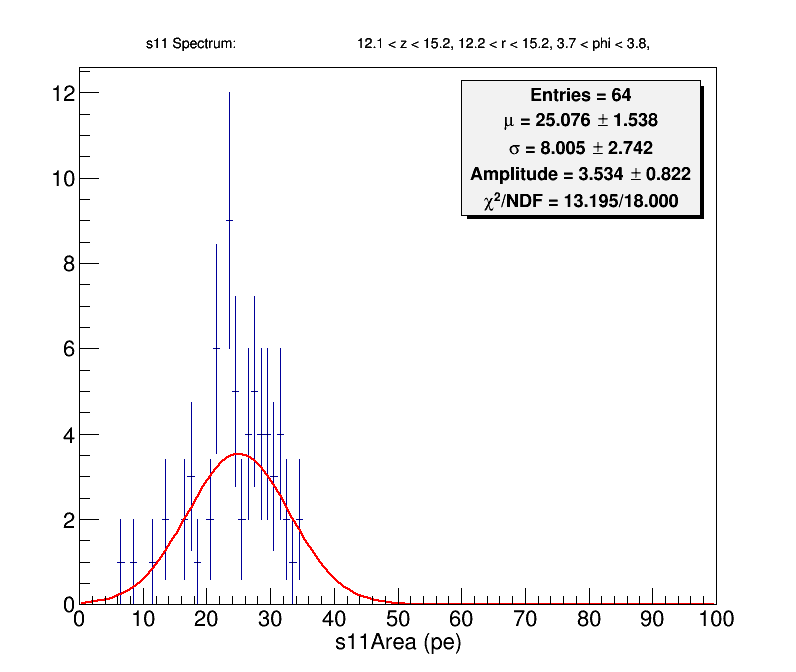 s11 Spectrum: 12.1 < z < 15.2, 12.2 < r < 15.2, 3.7 < phi < 3.8,
Entries = 64
μ = 25.076 ± 1.538
σ = 8.005 ± 2.742
Amplitude = 3.534 ± 0.822
χ²/NDF = 13.195/18.000
12
10
8
6
4
2
0
0 10 20 30 40 50 60 70 80 90 100
s11Area (pe)